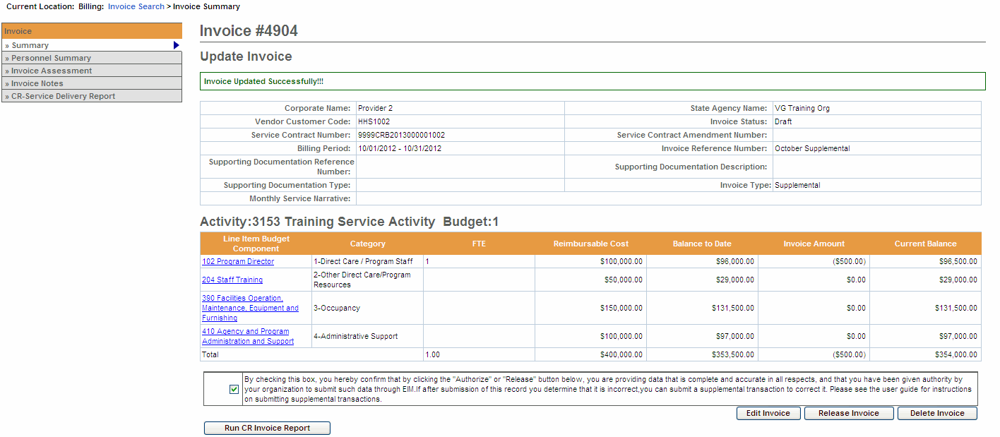 Current Location: Billing: Invoice Search > Invoice Summary
Invoice
» Summary
» Personnel Summary
» Invoice Assessment
» Invoice Notes
» CR-Service Delivery Report
Invoice #4904
Update Invoice
Invoice Updated Successfully!!!
Corporate Name: Provider 2 State Agency Name: VG Training Org
Vendor Customer Code: HHS1002 Invoice Status: Draft
Service Contract Number: 9999CRB2013000001002 Service Contract Amendment Number:
Billing Period: 10/01/2012 - 10/31/2012 Invoice Reference Number: October Supplemental
Supporting Documentation Reference
Number:
Supporting Documentation Description:
Supporting Documentation Type: Invoice Type: Supplemental
Monthly Service Narrative:
Activity:3153 Training Service Activity Budget:1
Line Item Budget
Component
Category FTE Reimbursable Cost Balance to Date Invoice Amount Current Balance
102 Program Director 1-Direct Care / Program Staff 1 $100,000.00 $96,000.00 ($500.00) $96,500.00
204 Staff Training
2-Other Direct Care/Program
Resources
$50,000.00 $29,000.00 $0.00 $29,000.00
390 Facilities Operation,
Maintenance, Equipment and
Furnishing
3-Occupancy $150,000.00 $131,500.00 $0.00 $131,500.00
410 Agency and Program
Administration and Support
4-Administrative Support $100,000.00 $97,000.00 $0.00 $97,000.00
Total 1.00 $400,000.00 $353,500.00 ($500.00) $354,000.00
By checking this box, you hereby confirm that by clicking the "Authorize" or "Release" button below, you are providing data that is complete and accurate in all respects, and that you have been given authority by
your organization to submit such data through EIM.If after submission of this record you determine that it is incorrect,you can submit a supplemental transaction to correct it. Please see the user guide for instructions
on submitting supplemental transactions.
Edit Invoice Release Invoice Delete Invoice
Run CR Invoice Report